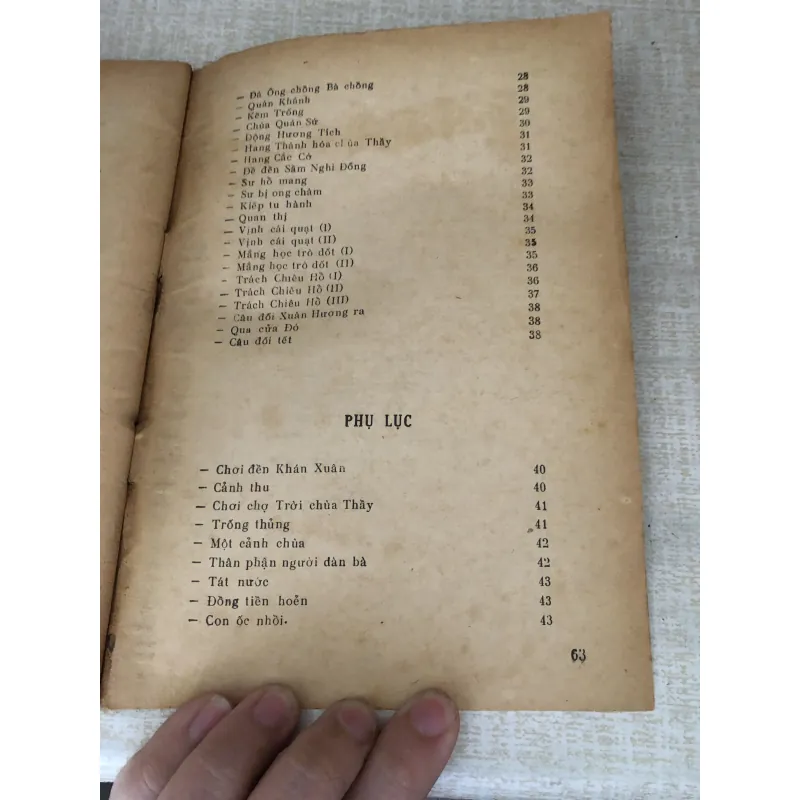 — Đá Ông chồng Bà chồng 28
— Quán Khánh 28
— Kẽm Trống 29
— Chùa Quán Sứ 29
— Động Hương Tích 30
— Hang Thánh hóa chùa Thầy 31
— Hang Cắc Cớ 31
— Đề đền Sầm Nghi Đống 32
— Sư hổ mang 32
— Sư bị ong châm 33
— Kiếp tu hành 33
— Quan thị 34
— Vịnh cái quạt (I) 34
— Vịnh cái quạt (II) 35
— Mắng học trò dốt (I) 35
— Mắng học trò dốt (II) 35
— Trách Chiêu Hổ (I) 36
— Trách Chiêu Hổ (II) 36
— Trách Chiêu Hổ (III) 37
— Câu đối Xuân Hương ra 38
— Qua cửa Đó 38
— Câu đối tết 38
PHỤ LỤC
— Chơi đền Khán Xuân 40
— Cảnh thu 40
— Chơi chợ Trời chùa Thầy 41
— Trống thủng 41
— Một cảnh chùa 42
— Thân phận người đàn bà 42
— Tát nước 43
— Đồng tiền hoẻn 43
— Con ốc nhồi. 43
63